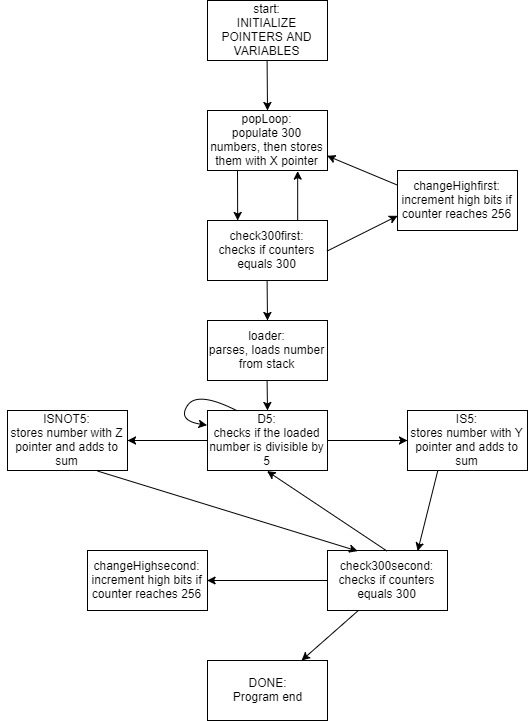 start:
INITIALIZE
POINTERS AND
VARIABLES
popLoop:
populate 300
numbers, then stores
them with X pointer
changeHighfirst:
increment high bits if
counter reaches 256
check300first:
checks if counters
equals 300
loader:
parses, loads number
from stack
ISNOT5:
stores number with Z
pointer and adds to
sum
D5:
checks if the loaded
number is divisible by
5
IS5:
stores number with Y
pointer and adds to
sum
changeHighsecond:
increment high bits if
counter reaches 256
check300second:
checks if counters
equals 300
DONE:
Program end